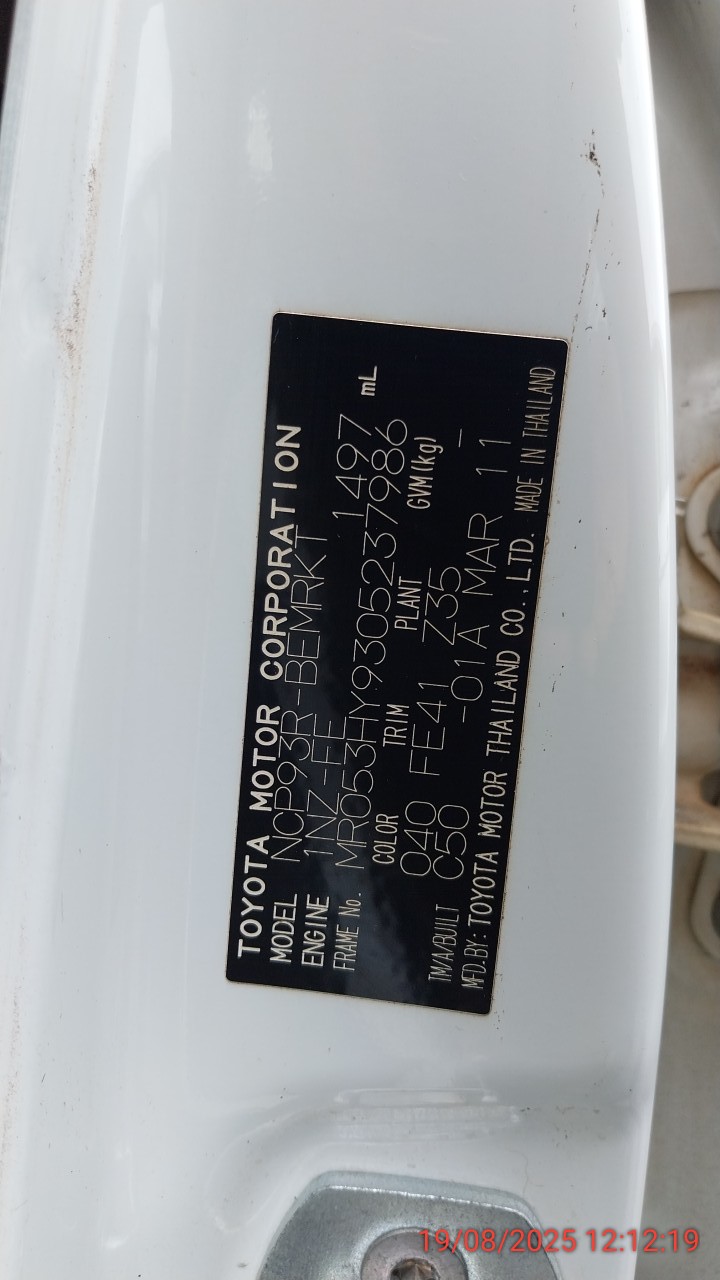 TOYOTA MOTOR CORPORATION
MODEL NCP93R-BEMRKT
ENGINE 1NZ-FE 1497 mL
FRAME No. MR053HY9305237986
COLOR TRIM PLANT GVM(kg)
040 FE41 Z35 –
TM/A/BUILT C50 -01A MAR 11
MFD.BY: TOYOTA MOTOR THAILAND CO.,LTD. MADE IN THAILAND
19/08/2025 12:12:19